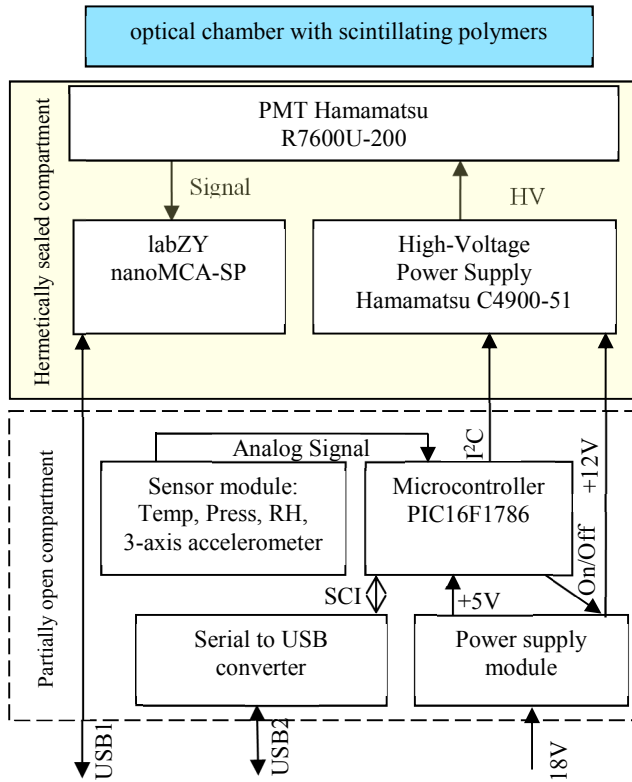 optical chamber with scintillating polymers
Hermetically sealed compartment
PMT Hamamatsu
R7600U-200
Signal
HV
labZY
nanoMCA-SP
High-Voltage
Power Supply
Hamamatsu C4900-51
Partially open compartment
Analog Signal
I²C
+12V
Sensor module:
Temp, Press, RH,
3-axis accelerometer
Microcontroller
PIC16F1786
SCI
+5V
On/Off
Serial to USB
converter
Power supply
module
USB1
USB2
18V